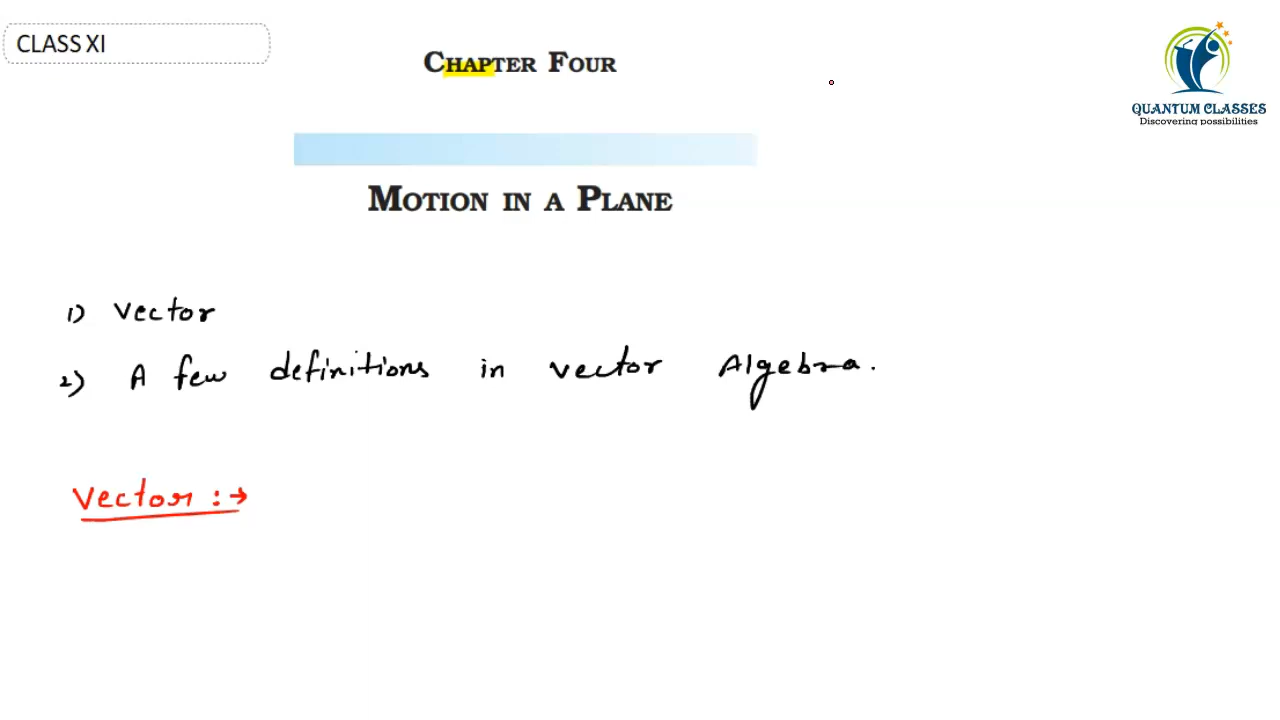 CLASS XI
CHAPTER FOUR
QUANTUM CLASSES
Discovering possibilities
MOTION IN A PLANE
1) Vector
2) A few definitions in vector Algebra.
Vector :→